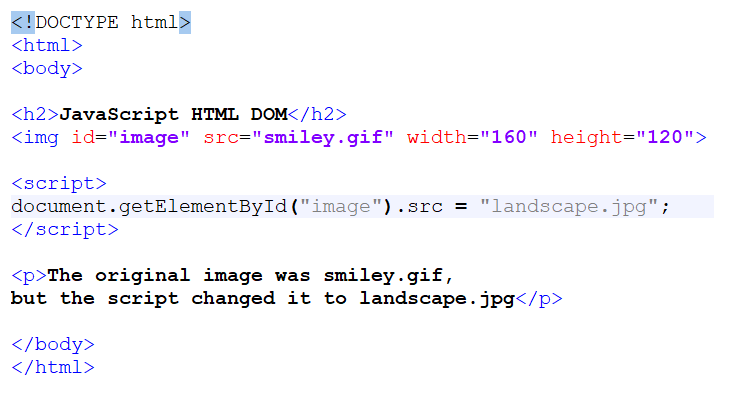 <!DOCTYPE html>
<html>
<body>
<h2>JavaScript HTML DOM</h2>
<img id="image" src="smiley.gif" width="160" height="120">
<script>
document.getElementById("image").src = "landscape.jpg";
</script>
<p>The original image was smiley.gif,
but the script changed it to landscape.jpg</p>
</body>
</html>